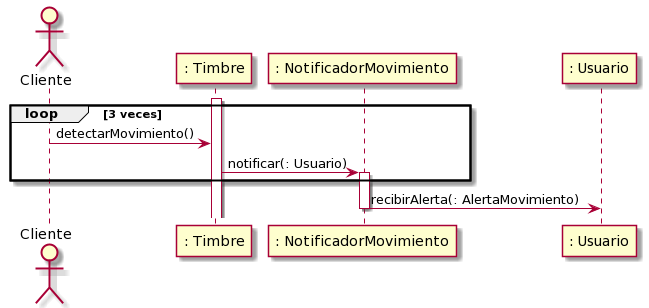 Cliente
: Timbre
: NotificadorMovimiento
: Usuario
loop
[3 veces]
detectarMovimiento()
notificar(: Usuario)
recibirAlerta(: AlertaMovimiento)
Cliente
: Timbre
: NotificadorMovimiento
: Usuario